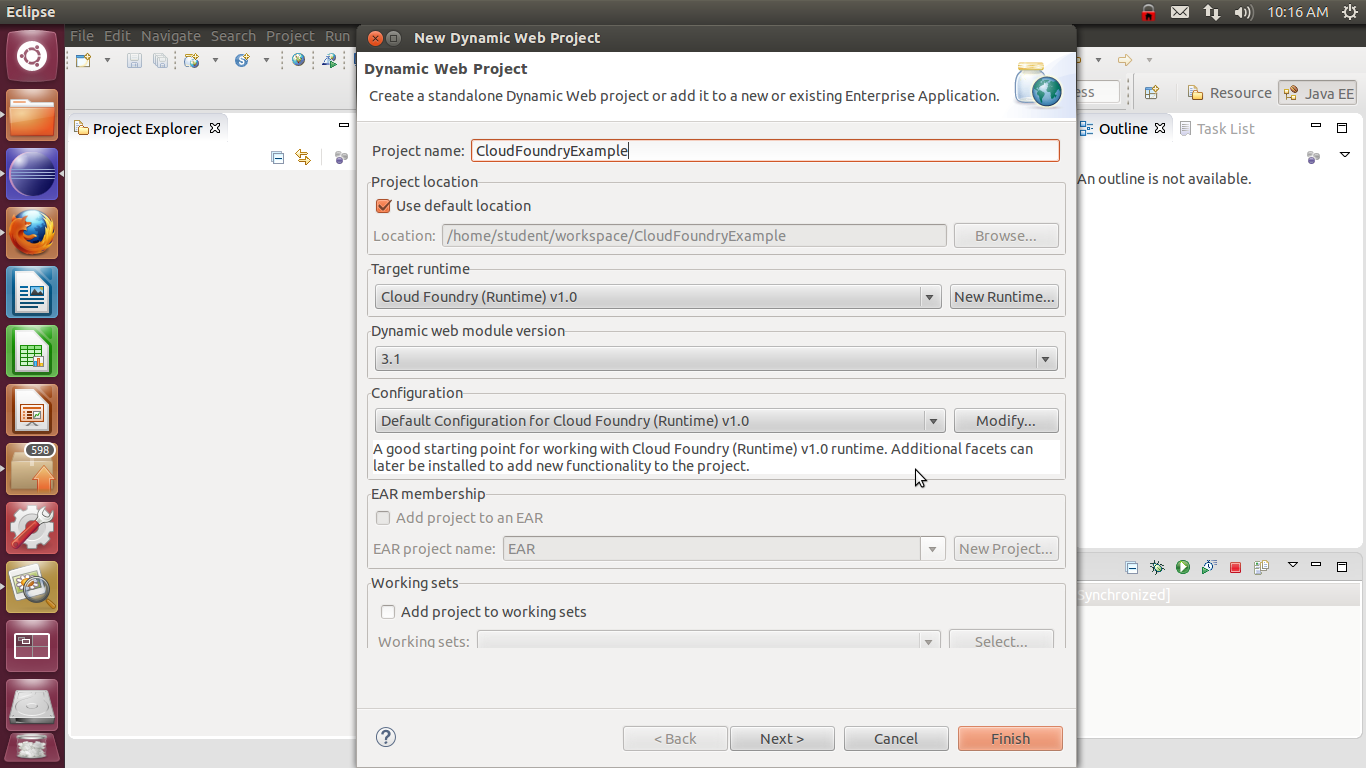 Eclipse
10:16 AM
File Edit Navigate Search Project Run
New Dynamic Web Project
Dynamic Web Project
Create a standalone Dynamic Web project or add it to a new or existing Enterprise Application.
Resource
Java EE
Project Explorer
Outline
Task List
An outline is not available.
Project name: CloudFoundryExample
Project location
Use default location
Location: /home/student/workspace/CloudFoundryExample Browse...
Target runtime
Cloud Foundry (Runtime) v1.0 New Runtime...
Dynamic web module version
3.1
Configuration
Default Configuration for Cloud Foundry (Runtime) v1.0 Modify...
A good starting point for working with Cloud Foundry (Runtime) v1.0 runtime. Additional facets can
later be installed to add new functionality to the project.
598
EAR membership
Add project to an EAR
EAR project name: EAR New Project...
Working sets
Add project to working sets
Working sets: Select...
Synchronized]
< Back Next > Cancel Finish